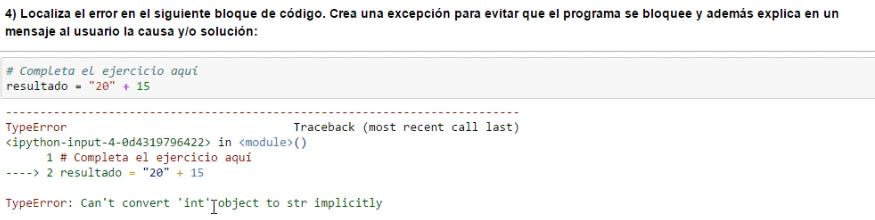 4) Localiza el error en el siguiente bloque de código. Crea una excepción para evitar que el programa se bloquee y además explica en un
mensaje al usuario la causa y/o solución:
# Completa el ejercicio aquí
resultado = "20" + 15
---------------------------------------------------------------------------
TypeError                                 Traceback (most recent call last)
<ipython-input-4-0d4319796422> in <module>()
      1 # Completa el ejercicio aquí
----> 2 resultado = "20" + 15
TypeError: Can't convert 'int' object to str implicitly